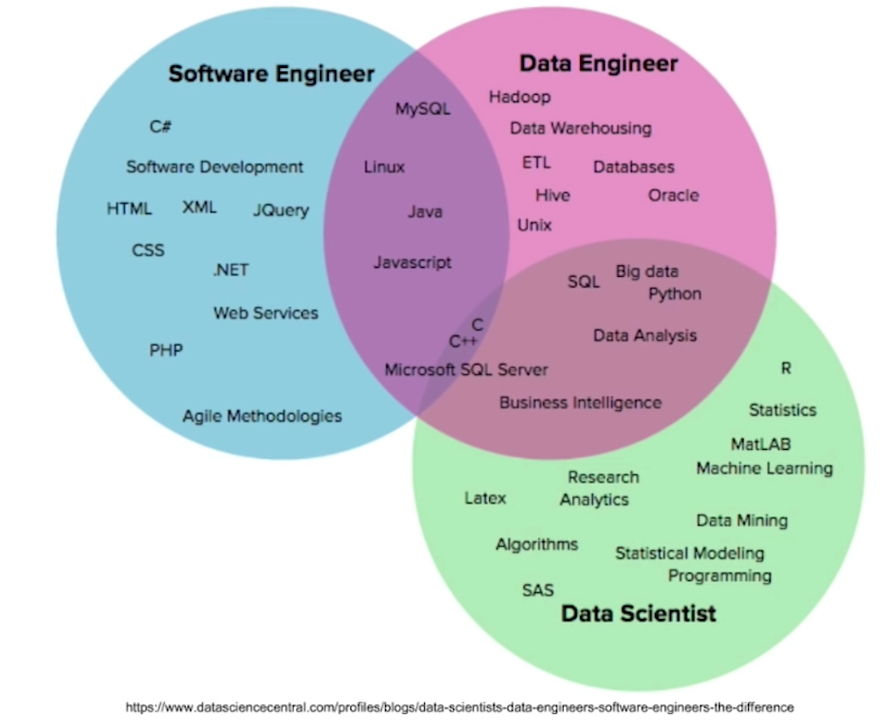 Software Engineer
C#
Software Development
HTML
XML
JQuery
CSS
.NET
Web Services
PHP
Agile Methodologies
MySQL
Linux
Java
Javascript
C
C++
Microsoft SQL Server
Data Engineer
Hadoop
Data Warehousing
ETL
Databases
Hive
Oracle
Unix
SQL
Big data
Python
Data Analysis
Business Intelligence
R
Statistics
MatLAB
Machine Learning
Research
Latex
Analytics
Data Mining
Algorithms
Statistical Modeling
Programming
SAS
Data Scientist
https://www.datasciencecentral.com/profiles/blogs/data-scientists-data-engineers-software-engineers-the-difference